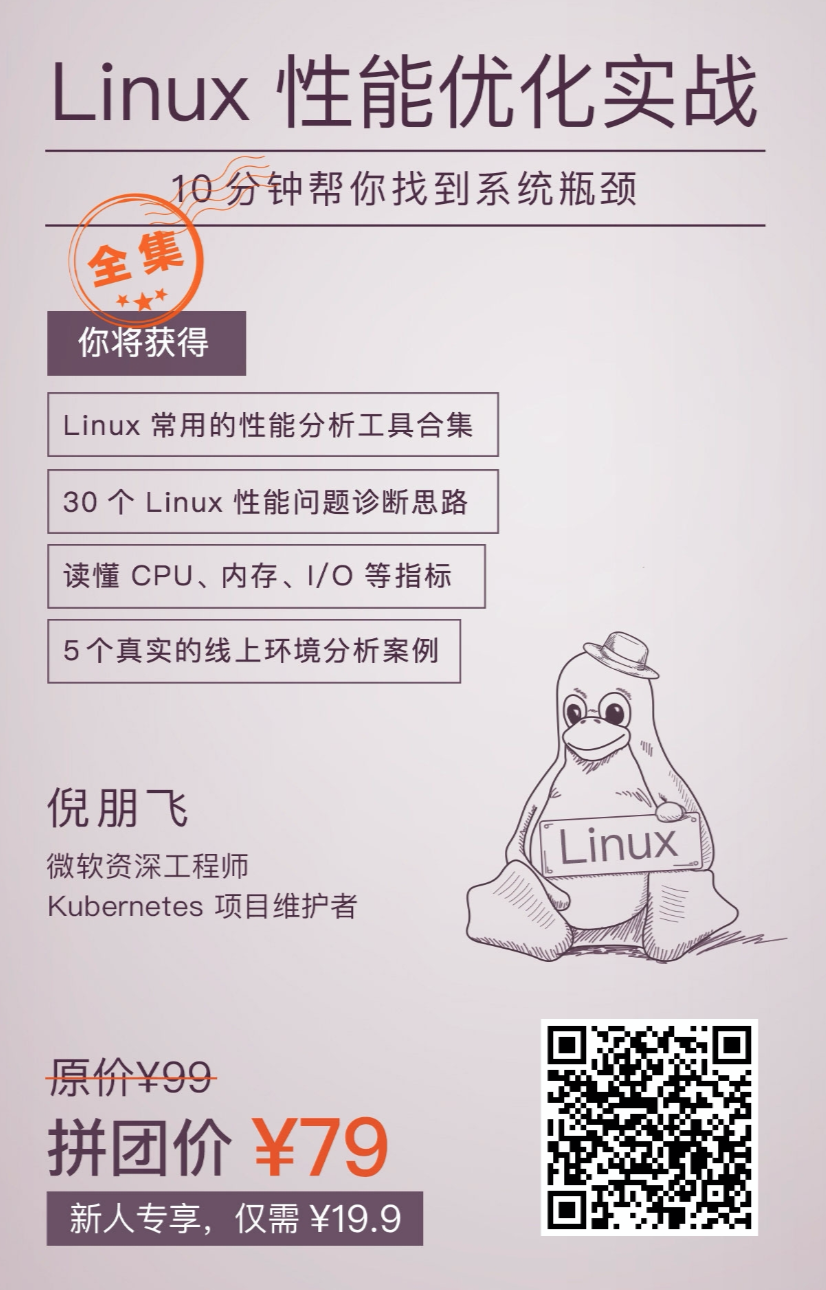 Linux 性能优化实战
10 分钟帮你找到系统瓶颈
全集
你将获得
Linux 常用的性能分析工具合集
30 个 Linux 性能问题诊断思路
读懂 CPU、内存、I/O 等指标
5个真实的线上环境分析案例
Linux
倪朋飞
微软资深工程师
Kubernetes 项目维护者
原价¥99
拼团价 ¥79
新人专享，仅需 ¥19.9